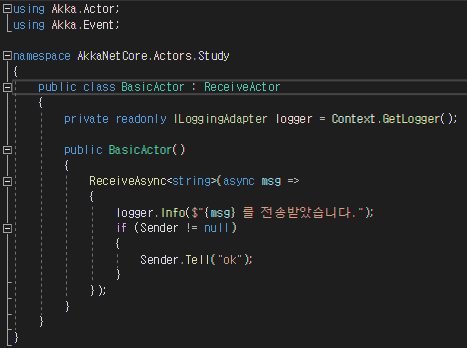 using Akka.Actor;
using Akka.Event;
namespace AkkaNetCore.Actors.Study
{
public class BasicActor : ReceiveActor
{
private readonly ILoggingAdapter logger = Context.GetLogger();
public BasicActor()
{
ReceiveAsync<string>(async msg =>
{
logger.Info($"{msg} 를 전송받았습니다.");
if (Sender != null)
{
Sender.Tell("ok");
}
});
}
}
}